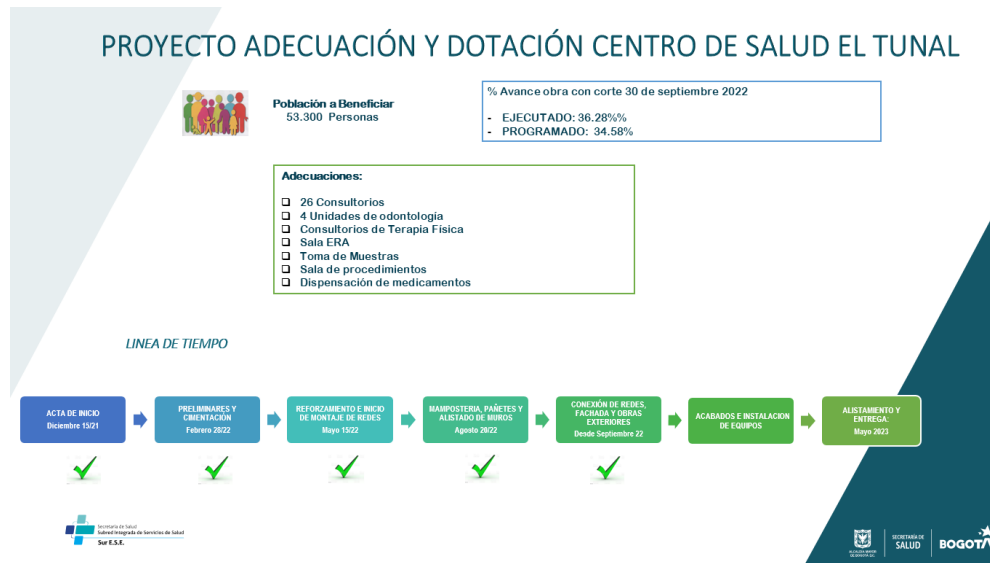 PROYECTO ADECUACIÓN Y DOTACIÓN CENTRO DE SALUD EL TUNAL
Población a Beneficiar
53.300 Personas
% Avance obra con corte 30 de septiembre 2022
- EJECUTADO: 36.28%%
- PROGRAMADO: 34.58%
Adecuaciones:
❑ 26 Consultorios
❑ 4 Unidades de odontología
❑ Consultorios de Terapia Física
❑ Sala ERA
❑ Toma de Muestras
❑ Sala de procedimientos
❑ Dispensación de medicamentos
LINEA DE TIEMPO
ACTA DE INICIO
Diciembre 15/21
PRELIMINARES Y
CIMENTACIÓN
Febrero 28/22
REFORZAMIENTO E INICIO
DE MONTAJE DE REDES
Mayo 15/22
MAMPOSTERIA, PAÑETES Y
ALISTADO DE MUROS
Agosto 20/22
CONEXIÓN DE REDES,
FACHADA Y OBRAS
EXTERIORES
Desde Septiembre 22
ACABADOS E INSTALACION
DE EQUIPOS
ALISTAMIENTO Y
ENTREGA:
Mayo 2023
Secretaría de Salud
Subred Integrada de Servicios de Salud
Sur E.S.E.
ALCALDÍA MAYOR
DE BOGOTÁ D.C.
SECRETARÍA DE
SALUD
BOGOTÁ